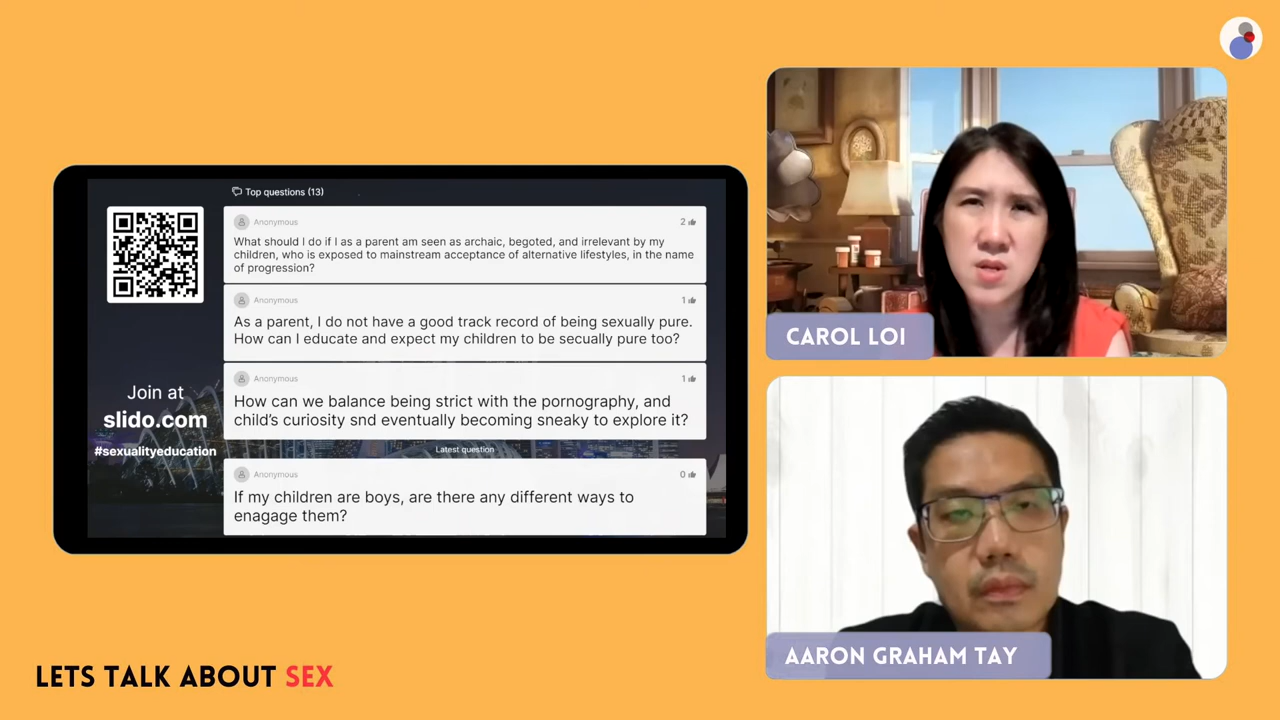 Top questions (13)
Anonymous
2
What should I do if I as a parent am seen as archaic, begoted, and irrelevant by my
children, who is exposed to mainstream acceptance of alternative lifestyles, in the name
of progression?
Anonymous
1
As a parent, I do not have a good track record of being sexually pure.
How can I educate and expect my children to be secually pure too?
Anonymous
1
How can we balance being strict with the pornography, and
child's curiosity snd eventually becoming sneaky to explore it?
Latest question
Anonymous
0
If my children are boys, are there any different ways to
enagage them?
Join at
slido.com
#sexualityeducation
CAROL LOI
AARON GRAHAM TAY
LETS TALK ABOUT SEX